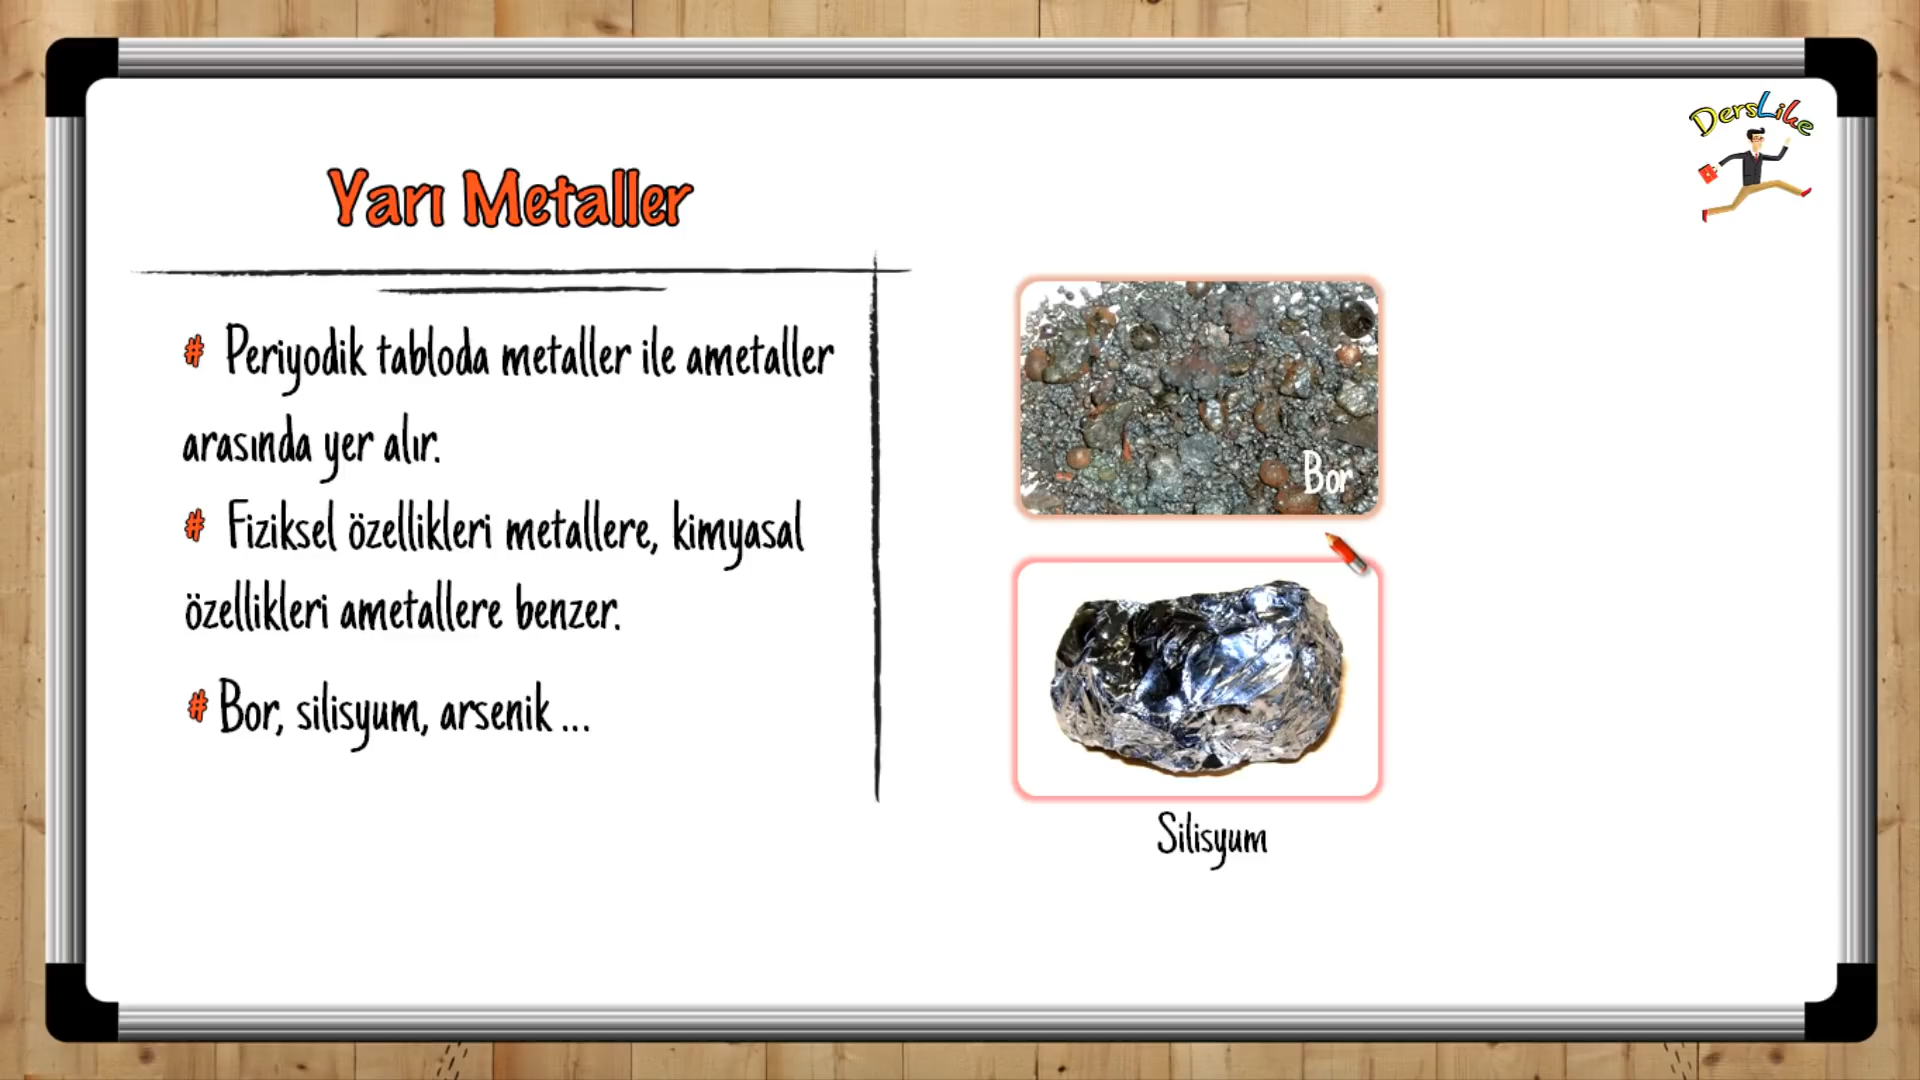 DersLike
Yarı Metaller
# Periyodik tabloda metaller ile ametaller
arasında yer alır.
# Fiziksel özellikleri metallere, kimyasal
özellikleri ametallere benzer.
# Bor, silisyum, arsenik ...
Bor
Silisyum